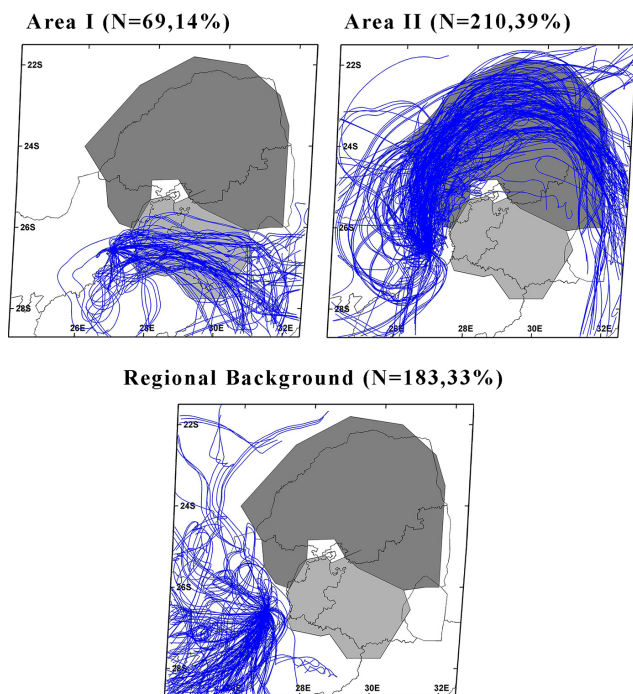 Area I (N=69,14%)
Area II (N=210,39%)
22S
24S
26S
28S
26E
28E
30E
32E
22S
24S
26S
28S
28E
30E
32E
Regional Background (N=183,33%)
22S
24S
26S
28S
28E
30E
32E